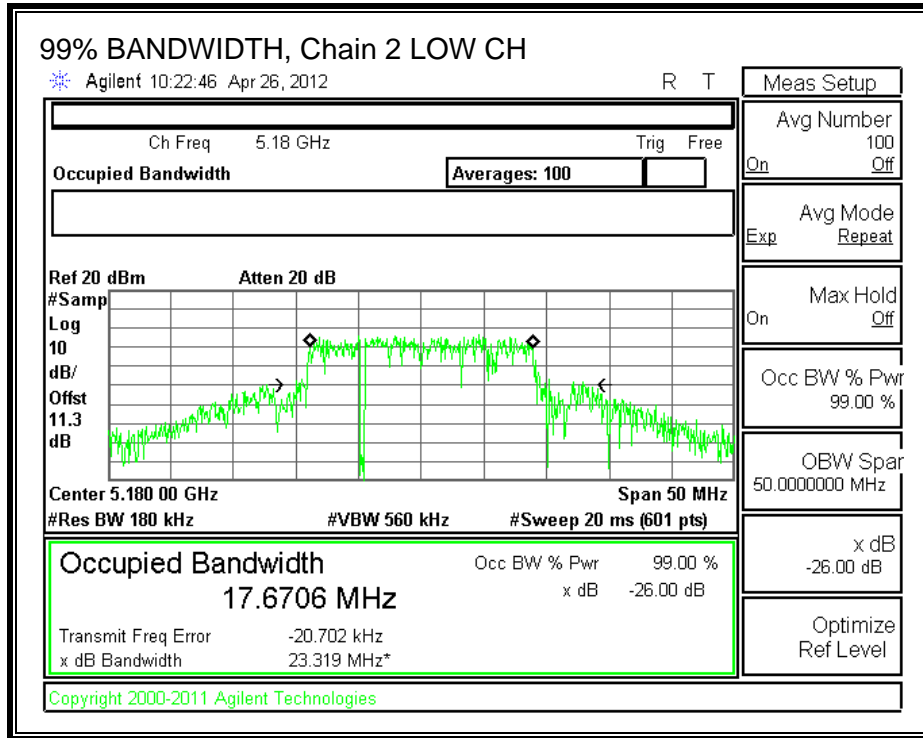 99% BANDWIDTH, Chain 2 LOW CH
Agilent 10:22:46 Apr 26, 2012 R T
Ch Freq 5.18 GHz Trig Free
Occupied Bandwidth Averages: 100
Ref 20 dBm Atten 20 dB
#Samp
Log
10
dB/
Offst
11.3
dB
Center 5.180 00 GHz Span 50 MHz
#Res BW 180 kHz #VBW 560 kHz #Sweep 20 ms (601 pts)
Occupied Bandwidth Occ BW % Pwr 99.00 %
17.6706 MHz x dB -26.00 dB
Transmit Freq Error -20.702 kHz
x dB Bandwidth 23.319 MHz*
Copyright 2000-2011 Agilent Technologies
Meas Setup
Avg Number
100
On Off
Avg Mode
Exp Repeat
Max Hold
On Off
Occ BW % Pwr
99.00 %
OBW Span
50.0000000 MHz
x dB
-26.00 dB
Optimize
Ref Level